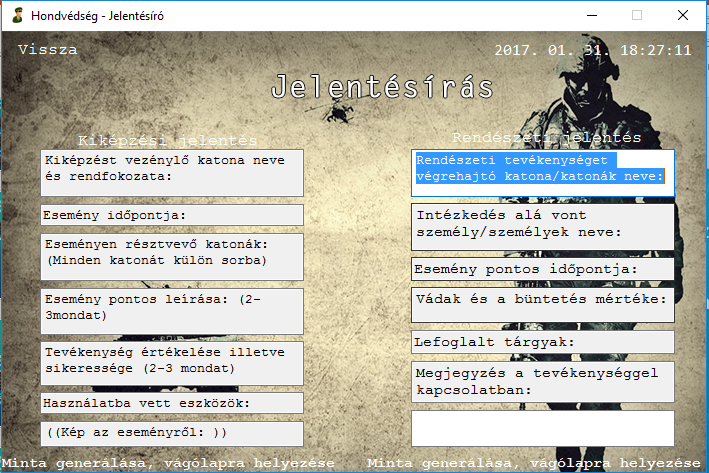 Hondvédség - Jelentésíró
Vissza
2017. 01. 31. 18:27:11
Jelentésírás
Kiképzési jelentés
Kiképzést vezénylő katona neve
és rendfokozata:
Esemény időpontja:
Eseményen résztvevő katonák:
(Minden katonát külön sorba)
Esemény pontos leírása: (2-
3mondat)
Tevékenység értékelése illetve
sikeressége (2-3 mondat)
Használatba vett eszközök:
((Kép az eseményről: ))
Minta generálása, vágólapra helyezése
Rendészeti jelentés
Rendészeti tevékenységet
végrehajtó katona/katonák neve:
Intézkedés alá vont
személy/személyek neve:
Esemény pontos időpontja:
Vádak és a büntetés mértéke:
Lefoglalt tárgyak:
Megjegyzés a tevékenységgel
kapcsolatban:
Minta generálása, vágólapra helyezése